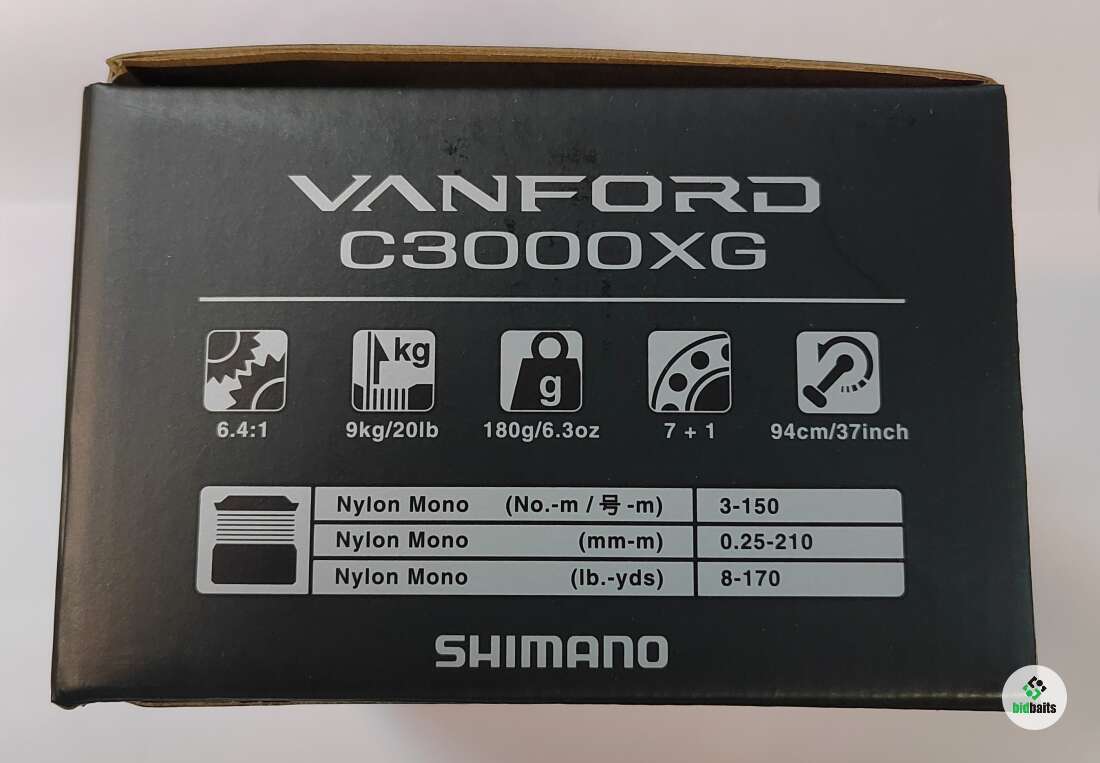 VANFORD
C3000XG
kg
g
6.4:1 9kg/20lb 180g/6.3oz 7 + 1 94cm/37inch
Nylon Mono (No.-m / 号 -m) 3-150
Nylon Mono (mm-m) 0.25-210
Nylon Mono (lb.-yds) 8-170
SHIMANO
bidbaits